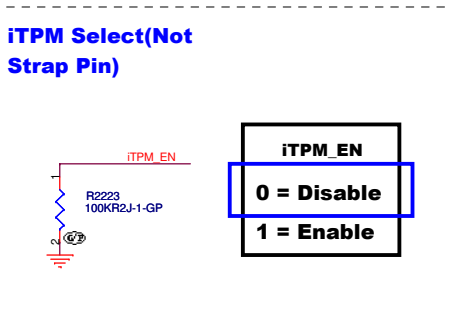 iTPM Select(Not
Strap Pin)
iTPM_EN
1
R2223
100KR2J-1-GP
2
iTPM_EN
0 = Disable
1 = Enable